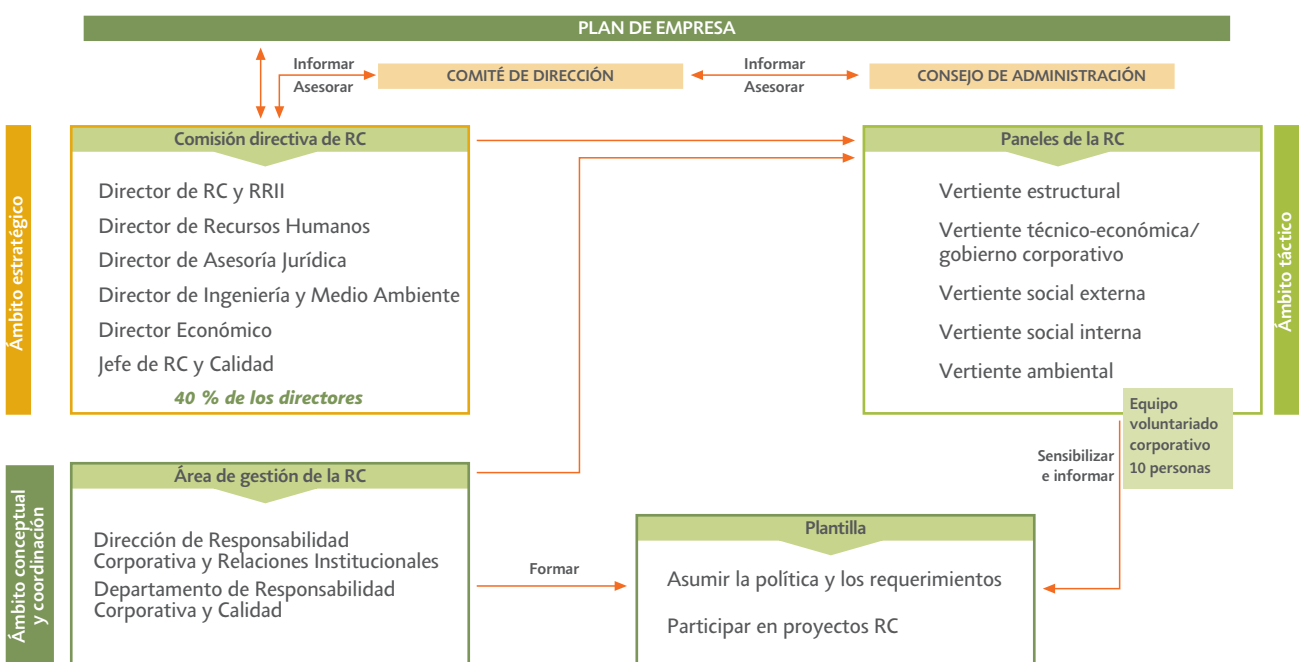 PLAN DE EMPRESA
Informar
Asesorar
COMITÉ DE DIRECCIÓN
Informar
Asesorar
CONSEJO DE ADMINISTRACIÓN
Ámbito estratégico
Comisión directiva de RC
Director de RC y RRII
Director de Recursos Humanos
Director de Asesoría Jurídica
Director de Ingeniería y Medio Ambiente
Director Económico
Jefe de RC y Calidad
40 % de los directores
Paneles de la RC
Vertiente estructural
Vertiente técnico-económica/
gobierno corporativo
Vertiente social externa
Vertiente social interna
Vertiente ambiental
Ámbito táctico
Equipo
voluntariado
corporativo
10 personas
Sensibilizar
e informar
Ámbito conceptual
y coordinación
Área de gestión de la RC
Dirección de Responsabilidad
Corporativa y Relaciones Institucionales
Departamento de Responsabilidad
Corporativa y Calidad
Formar
Plantilla
Asumir la política y los requerimientos
Participar en proyectos RC